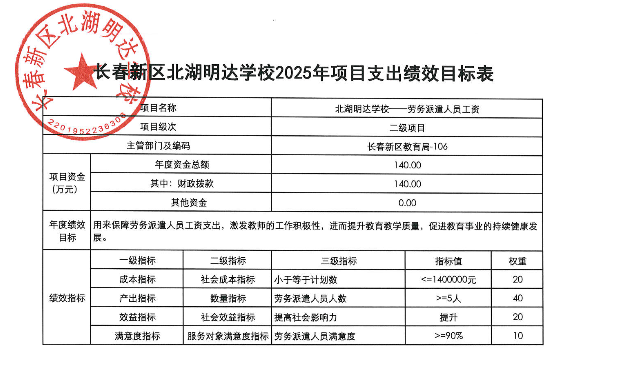 长春新区北湖明达学校
2201952236306
长春新区北湖明达学校2025年项目支出绩效目标表
项目名称 北湖明达学校——劳务派遣人员工资
项目级次 二级项目
主管部门及编码 长春新区教育局-106
项目资金（万元） 年度资金总额 140.00
其中：财政拨款 140.00
其他资金 0.00
年度绩效目标 用来保障劳务派遣人员工资支出，激发教师的工作积极性，进而提升教育教学质量，促进教育事业的持续健康发
展。
绩效指标 一级指标 二级指标 三级指标 指标值 权重
成本指标 社会成本指标 小于等于计划数 <=1400000元 20
产出指标 数量指标 劳务派遣人员人数 >=5人 40
效益指标 社会效益指标 提高社会影响力 提升 20
满意度指标 服务对象满意度指标 劳务派遣人员满意度 >=90% 10